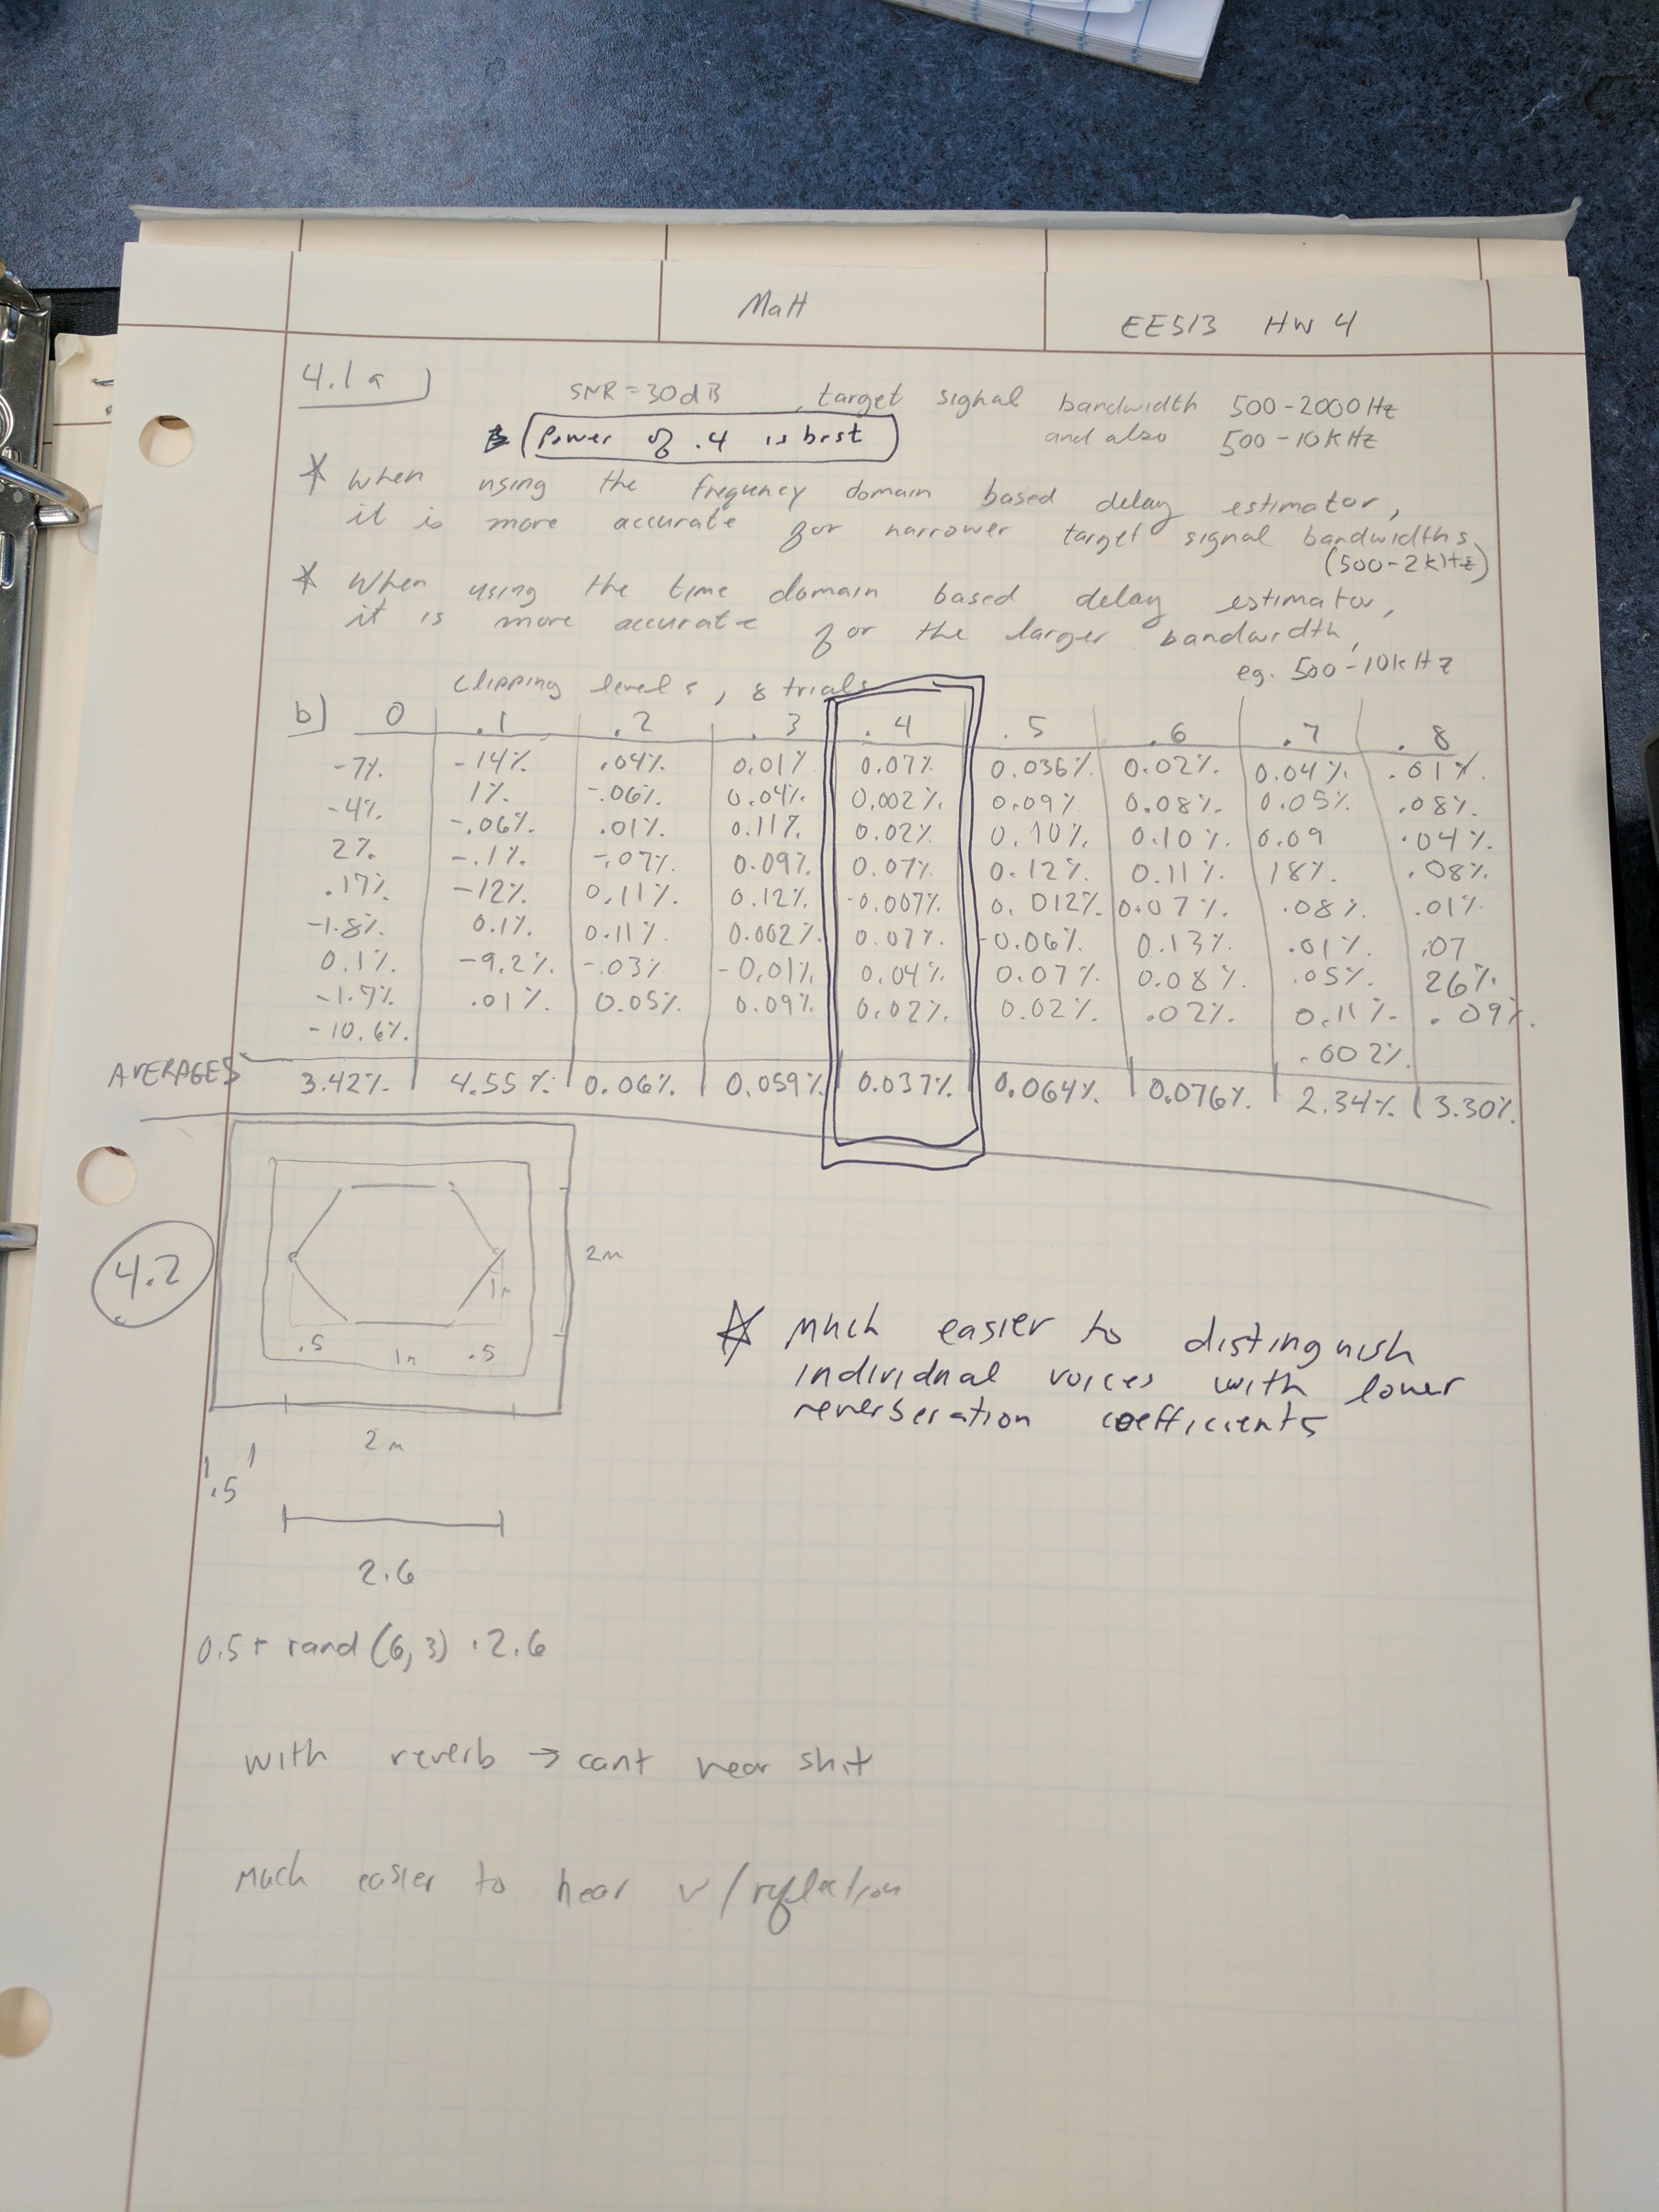 Matt
EE513 HW 4
4.1a)
SNR = 30dB , target signal bandwidth 500-2000Hz
Power of .4 is best
and also 500-10KHz
* When using the frequency domain based delay estimator,
it is more accurate for narrower target signal bandwidths
(500-2kHz)
* When using the time domain based delay estimator,
it is more accurate for the larger bandwidth,
eg. 500-10kHz
clipping levels, 8 trials
b) 0 .1 .2 .3 .4 .5 .6 .7 .8
-7% -14% .04% 0.01% 0.07% 0.036% 0.02% 0.04% .01%
-4% 1% -.06% 0.04% 0.002% 0.09% 0.08% 0.05% .08%
2% -.06% .01% 0.11% 0.02% 0.10% 0.10% 0.09 .04%
.17% -.1% -.07% 0.09% 0.07% 0.12% 0.11% 18% .08%
-1.8% -12% 0.11% 0.12% -0.007% 0.012% 0.07% .08% .01%
0.1% 0.1% 0.11% 0.002% 0.07% -0.06% 0.13% .01% .07
-1.7% -9.2% -.03% -0.01% 0.04% 0.07% 0.08% .05% 26%
-10.6% .01% 0.05% 0.09% 0.02% 0.02% .02% 0.11% .09%
.002%
AVERAGES 3.42% 4.55% 0.06% 0.059% 0.037% 0.064% 0.076% 2.34% 3.30%
4.2
2m
1m
.5 1m .5
2m
.5
2.6
* Much easier to distinguish
individual voices with lower
reverberation coefficients
0.5 + rand(6,3) · 2.6
with reverb → cant hear shit
Much easier to hear w/ reflection